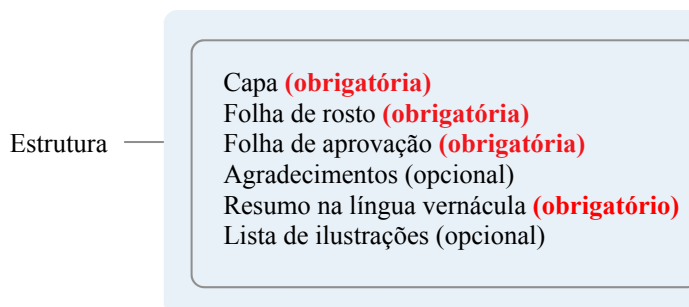 Estrutura
Capa (obrigatória)
Folha de rosto (obrigatória)
Folha de aprovação (obrigatória)
Agradecimentos (opcional)
Resumo na língua vernácula (obrigatório)
Lista de ilustrações (opcional)